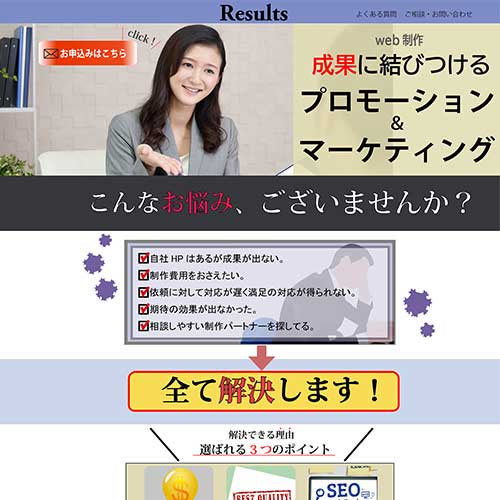 Results
よくある質問　ご相談・お問い合わせ
お申込みはこちら
click !
web 制作
成果に結びつける
プロモーション
&
マーケティング
こんなお悩み、ございませんか？
自社 HP はあるが成果が出ない。
制作費用をおさえたい。
依頼に対して対応が遅く満足の対応が得られない。
期待の効果が出なかった。
相談しやすい制作パートナーを探してる。
全て解決します！
解決できる理由
選ばれる３つのポイント
$
BEST QUALITY
SEO